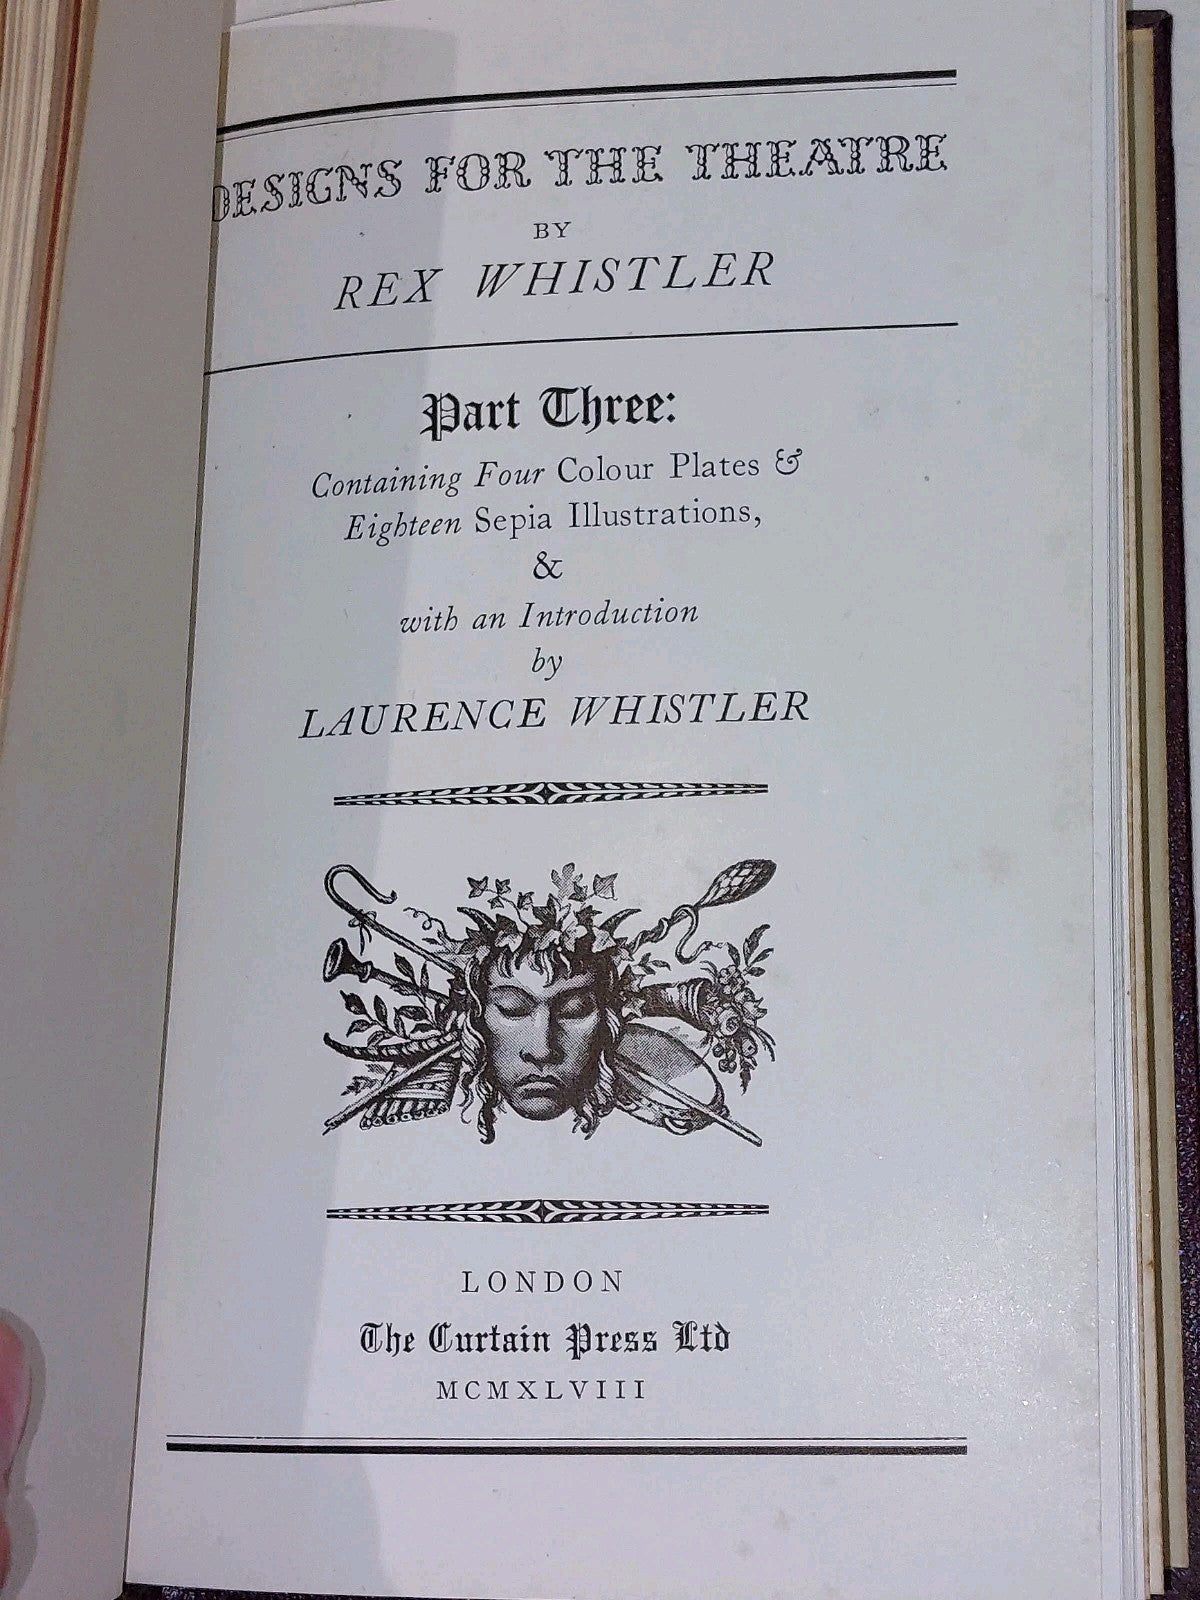 DESIGNS FOR THE THEATRE
BY
REX WHISTLER
Part Three:
Containing Four Colour Plates &
Eighteen Sepia Illustrations,
&
with an Introduction
by
LAURENCE WHISTLER
LONDON
The Curtain Press Ltd
MCMXLVIII